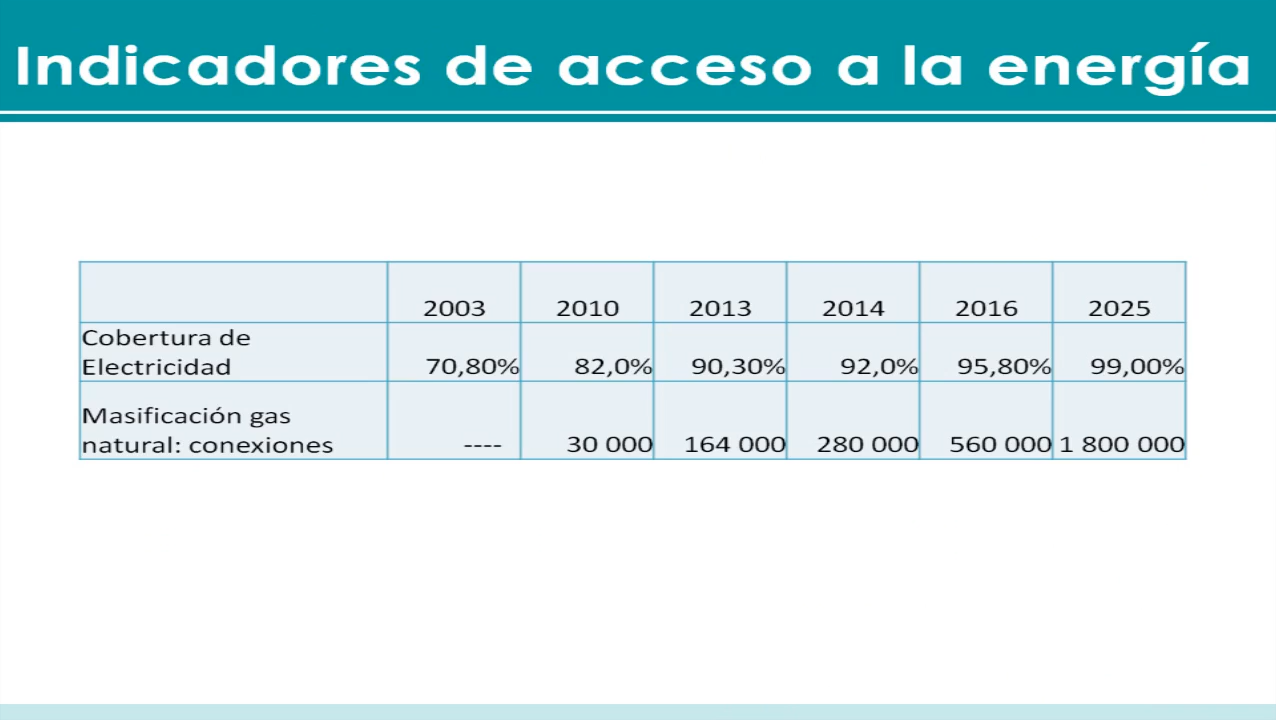 Indicadores de acceso a la energía
2003 2010 2013 2014 2016 2025
Cobertura de
Electricidad 70,80% 82,0% 90,30% 92,0% 95,80% 99,00%
Masificación gas
natural: conexiones ---- 30 000 164 000 280 000 560 000 1 800 000